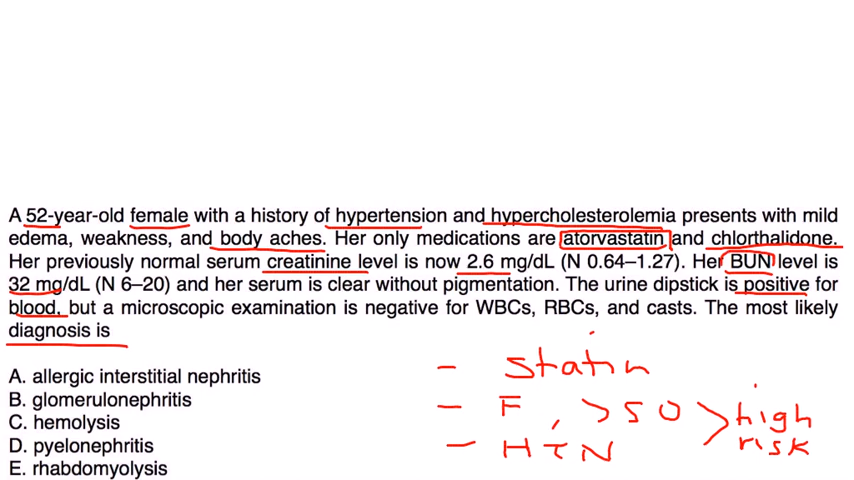 A 52-year-old female with a history of hypertension and hypercholesterolemia presents with mild
edema, weakness, and body aches. Her only medications are atorvastatin and chlorthalidone.
Her previously normal serum creatinine level is now 2.6 mg/dL (N 0.64–1.27). Her BUN level is
32 mg/dL (N 6–20) and her serum is clear without pigmentation. The urine dipstick is positive for
blood, but a microscopic examination is negative for WBCs, RBCs, and casts. The most likely
diagnosis is
A. allergic interstitial nephritis
B. glomerulonephritis
C. hemolysis
D. pyelonephritis
E. rhabdomyolysis
- statin
- F, >50
- HTN
> high
risk